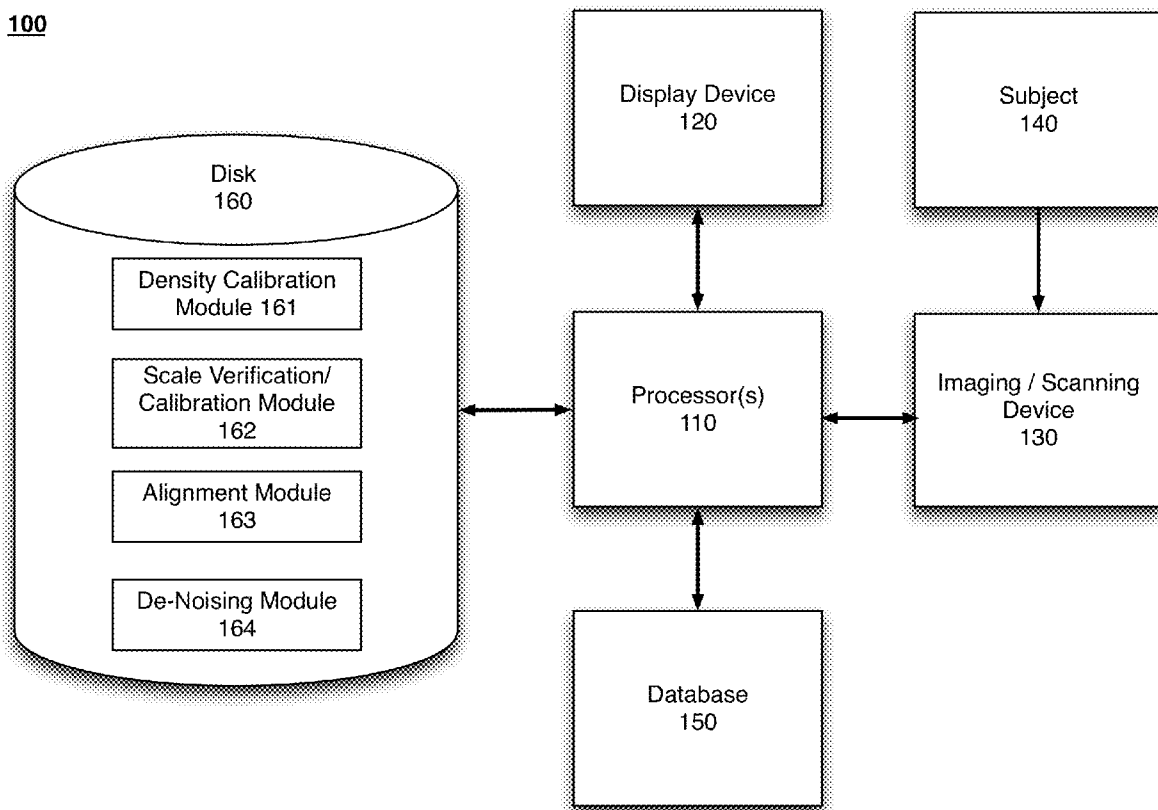 100
Disk
160
Density Calibration
Module 161
Scale Verification/
Calibration Module
162
Alignment Module
163
De-Noising Module
164
Display Device
120
Subject
140
Processor(s)
110
Imaging / Scanning
Device
130
Database
150